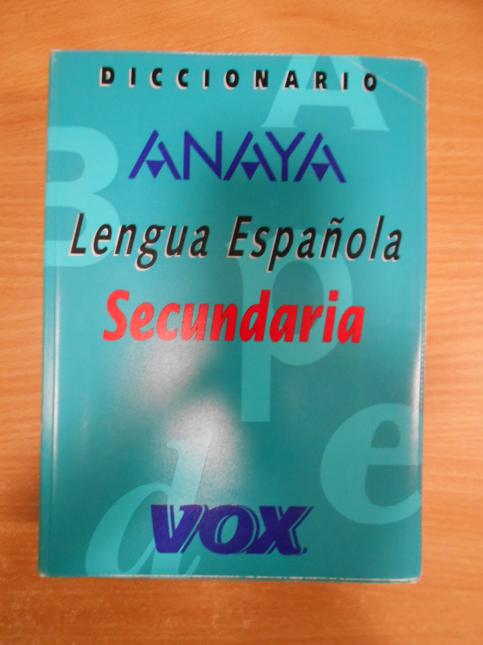 DICCIONARIO
ANAYA
Lengua Española
Secundaria
VOX
A
B
p
e
d